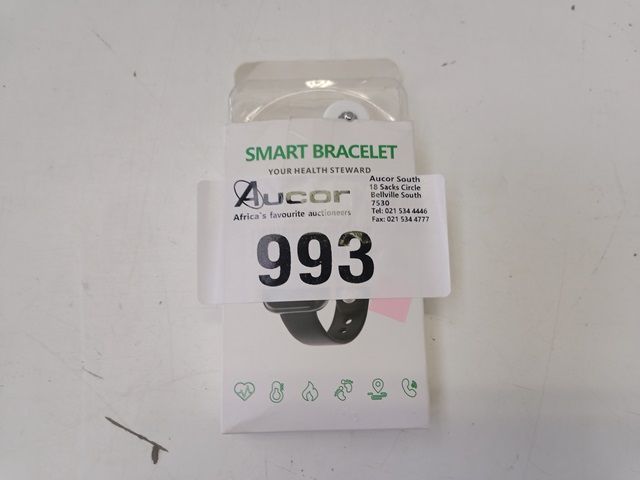 SMART BRACELET
YOUR HEALTH STEWARD
Aucor
Africa's favourite auctioneers
Aucor South
18 Sacks Circle
Bellville South
7530
Tel: 021 534 4446
Fax: 021 534 4777
993